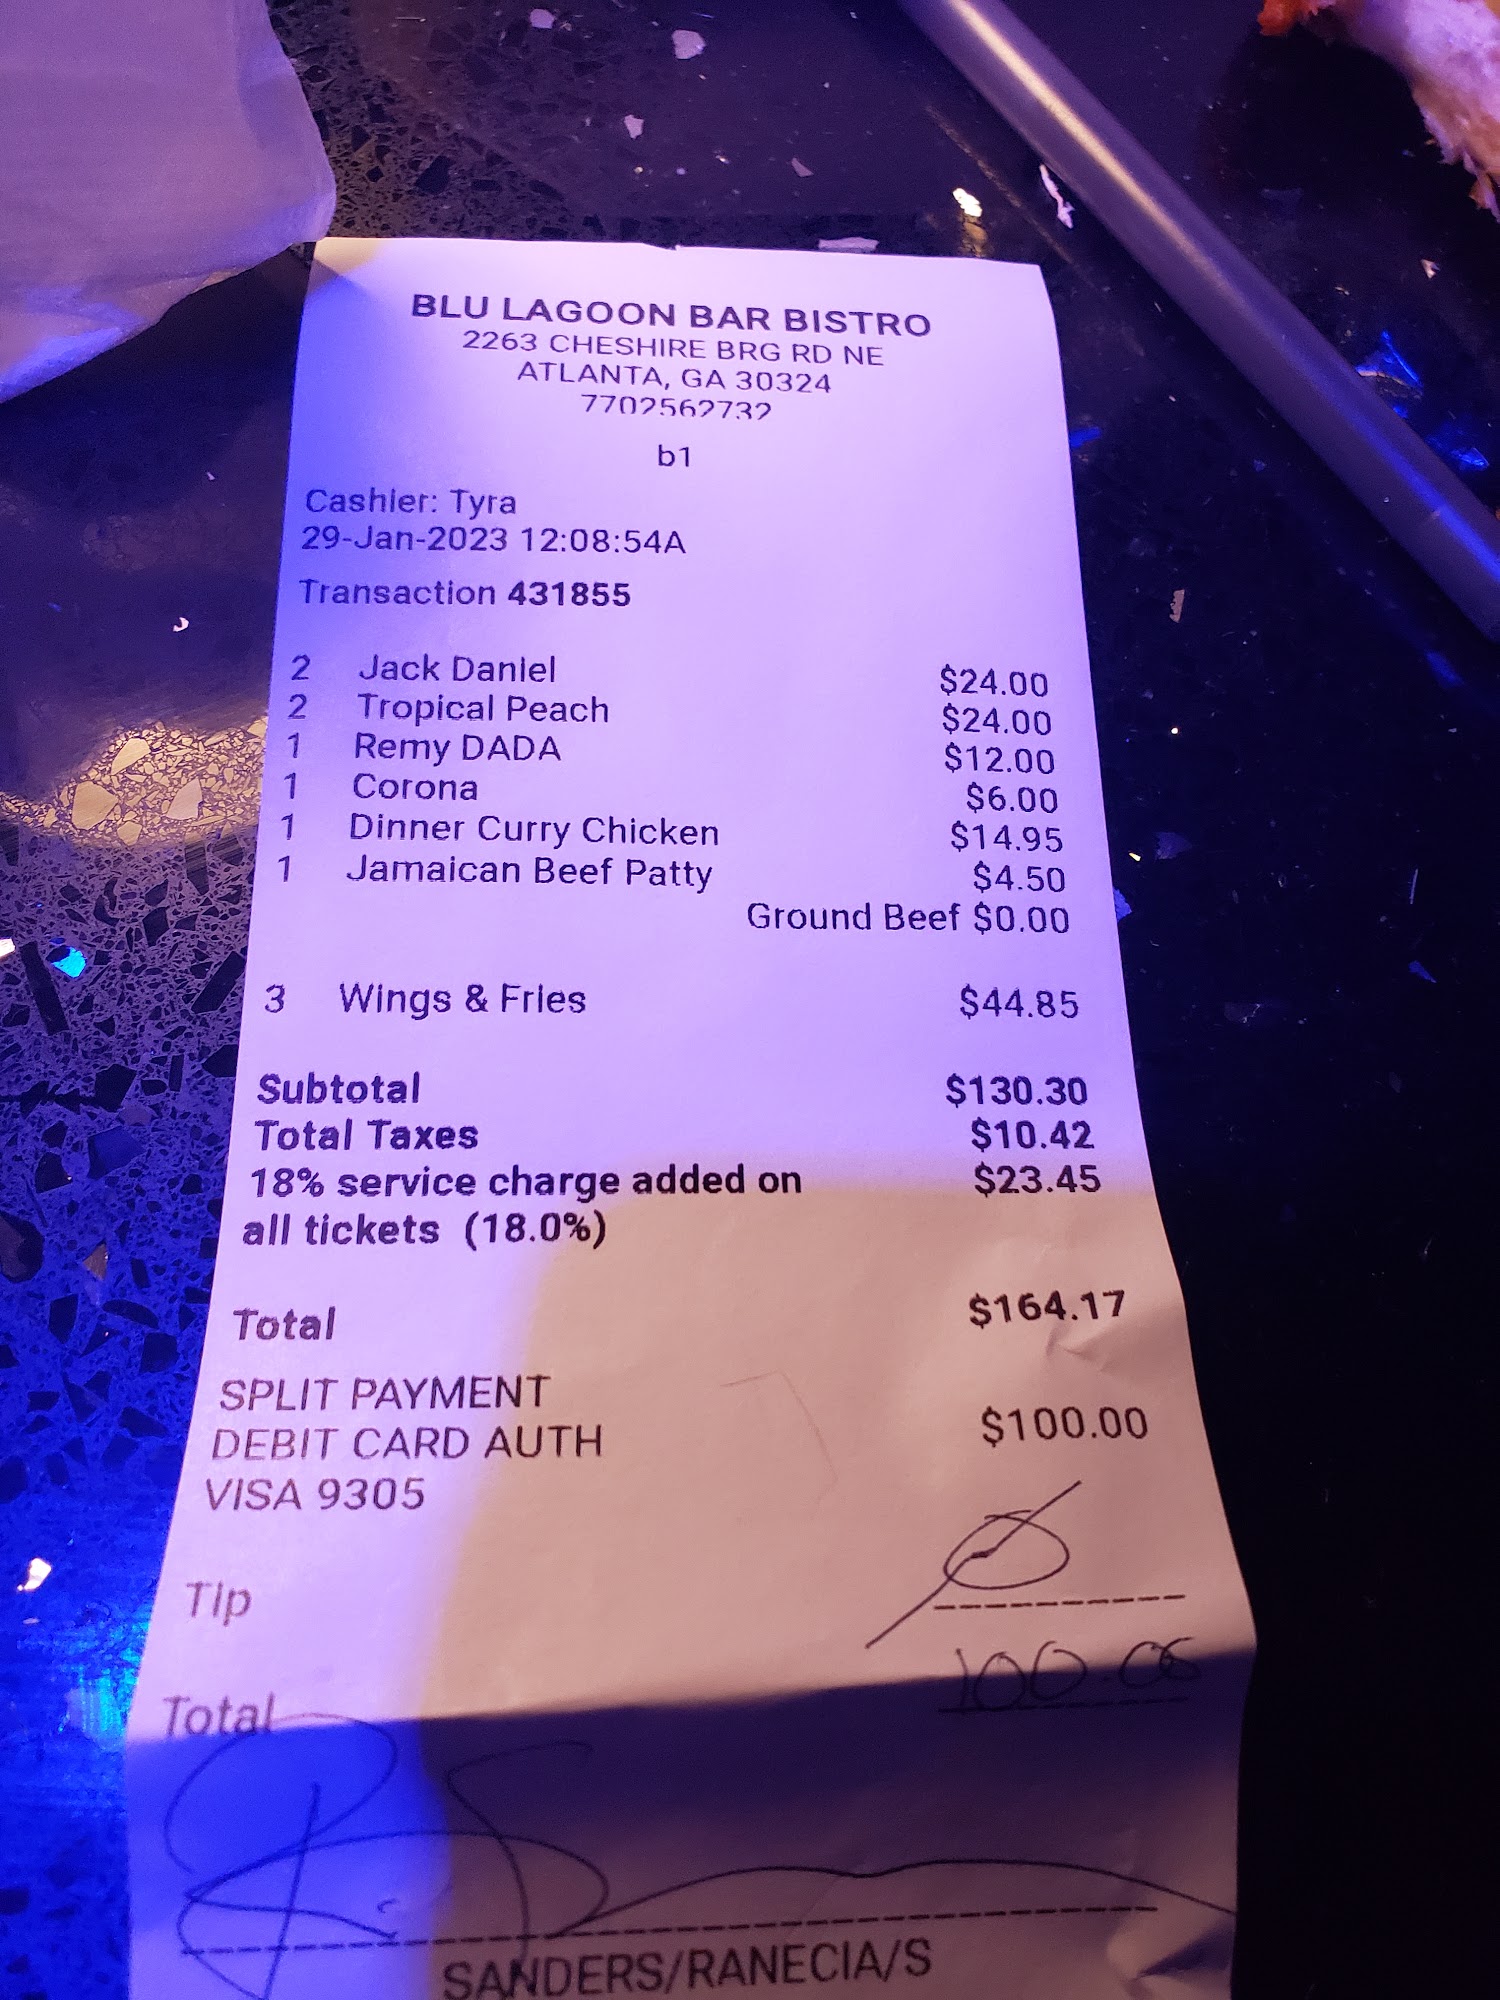 BLU LAGOON BAR BISTRO
2263 CHESHIRE BRG RD NE
ATLANTA, GA 30324
7702562732
b1
Cashier: Tyra
29-Jan-2023 12:08:54A
Transaction 431855
2 Jack Daniel $24.00
2 Tropical Peach $24.00
1 Remy DADA $12.00
1 Corona $6.00
1 Dinner Curry Chicken $14.95
1 Jamaican Beef Patty $4.50
Ground Beef $0.00
3 Wings & Fries $44.85
Subtotal $130.30
Total Taxes $10.42
18% service charge added on $23.45
all tickets (18.0%)
Total $164.17
SPLIT PAYMENT
DEBIT CARD AUTH $100.00
VISA 9305
Tip
Total 100.00
SANDERS/RANECIA/S